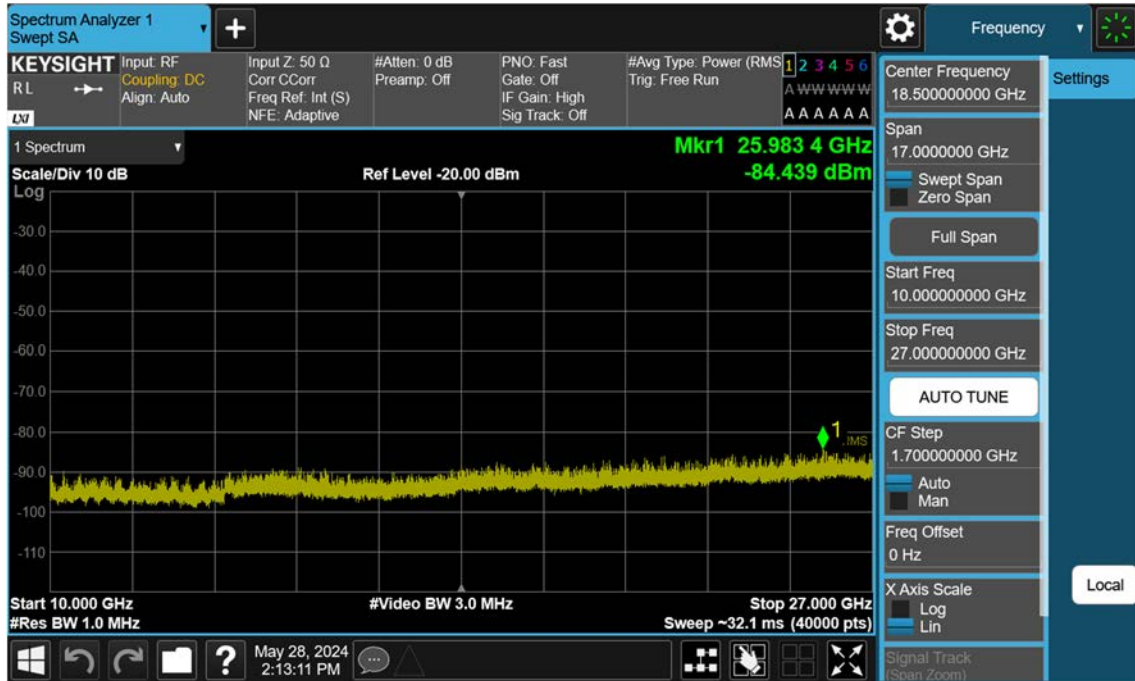 Spectrum Analyzer 1
Swept SA
+
Frequency
KEYSIGHT
RL
LXI
Input: RF
Coupling: DC
Align: Auto
Input Z: 50 Ω
Corr CCorr
Freq Ref: Int (S)
NFE: Adaptive
#Atten: 0 dB
Preamp: Off
PNO: Fast
Gate: Off
IF Gain: High
Sig Track: Off
#Avg Type: Power (RMS
Trig: Free Run
1 2 3 4 5 6
A W W W W W
A A A A A A
1 Spectrum
Mkr1 25.983 4 GHz
Scale/Div 10 dB
Ref Level -20.00 dBm
-84.439 dBm
Log
-30.0
-40.0
-50.0
-60.0
-70.0
-80.0
1
-90.0
-100
-110
Start 10.000 GHz
#Video BW 3.0 MHz
Stop 27.000 GHz
#Res BW 1.0 MHz
Sweep ~32.1 ms (40000 pts)
?
May 28, 2024
2:13:11 PM
Center Frequency
18.500000000 GHz
Settings
Span
17.0000000 GHz
Swept Span
Zero Span
Full Span
Start Freq
10.000000000 GHz
Stop Freq
27.000000000 GHz
AUTO TUNE
CF Step
1.700000000 GHz
Auto
Man
Freq Offset
0 Hz
X Axis Scale
Log
Lin
Local
Signal Track
(Span Zoom)